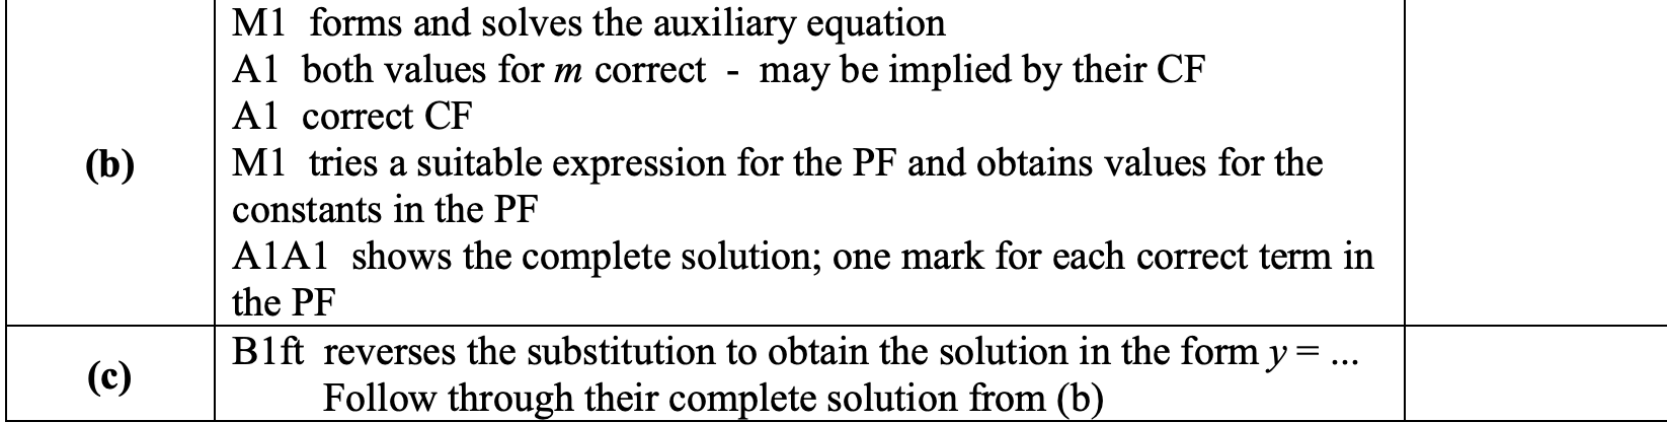 M1 forms and solves the auxiliary equation
A1 both values for m correct - may be implied by their CF
A1 correct CF
(b)
M1 tries a suitable expression for the PF and obtains values for the
constants in the PF
A1A1 shows the complete solution; one mark for each correct term in
the PF
(c)
B1ft reverses the substitution to obtain the solution in the form y = ...
Follow through their complete solution from (b)